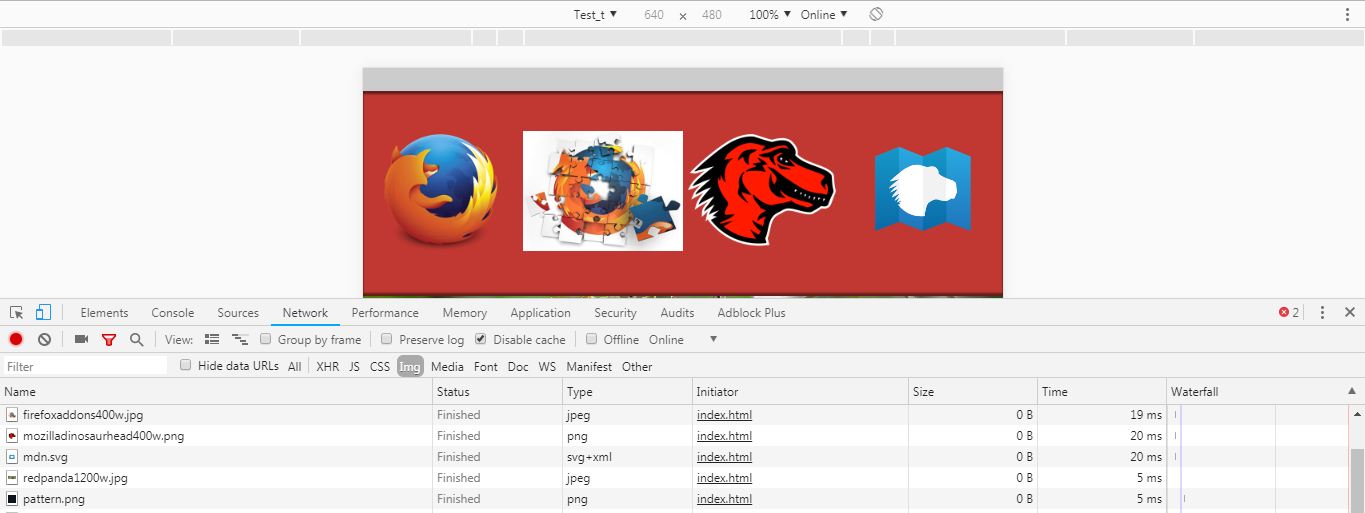 Test_t ▼ 640 × 480 100% ▼ Online ▼
Elements Console Sources Network Performance Memory Application Security Audits Adblock Plus 2
View: Group by frame Preserve log Disable cache Offline Online ▼
Filter Hide data URLs All XHR JS CSS Img Media Font Doc WS Manifest Other
Name Status Type Initiator Size Time Waterfall
firefoxaddons400w.jpg Finished jpeg index.html 0 B 19 ms
mozilladinosaurhead400w.png Finished png index.html 0 B 20 ms
mdn.svg Finished svg+xml index.html 0 B 20 ms
redpanda1200w.jpg Finished jpeg index.html 0 B 5 ms
pattern.png Finished png index.html 0 B 5 ms